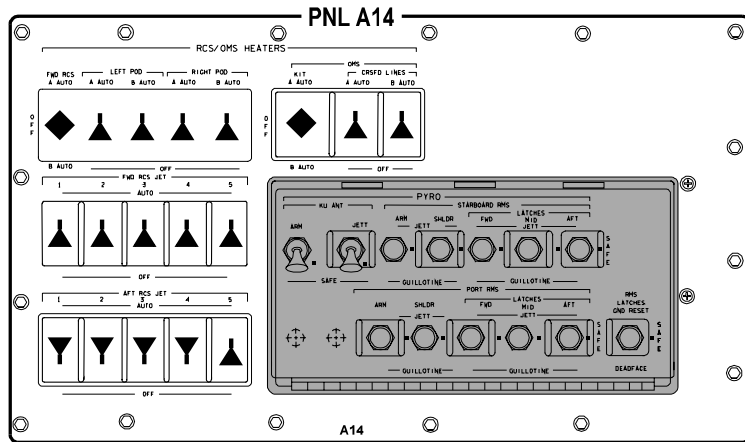 PNL A14
RCS/OMS HEATERS
FWD RCS
A AUTO
LEFT POD
A AUTO B AUTO
RIGHT POD
A AUTO B AUTO
OFF
B AUTO
OFF
OMS
KIT
A AUTO
CRSFD LINES
A AUTO B AUTO
OFF
B AUTO
OFF
FWD RCS JET
1 2 3 4 5
AUTO
OFF
AFT RCS JET
1 2 3 4 5
AUTO
OFF
PYRO
KU ANT
ARM JETT
SAFE
STARBOARD RMS
ARM SHLDR
JETT
LATCHES
FWD MID AFT
JETT
SAFE
GUILLOTINE GUILLOTINE
PORT RMS
ARM SHLDR
JETT
LATCHES
FWD MID AFT
JETT
SAFE
GUILLOTINE GUILLOTINE
RMS
LATCHES
GND RESET
SAFE
DEADFACE
A14